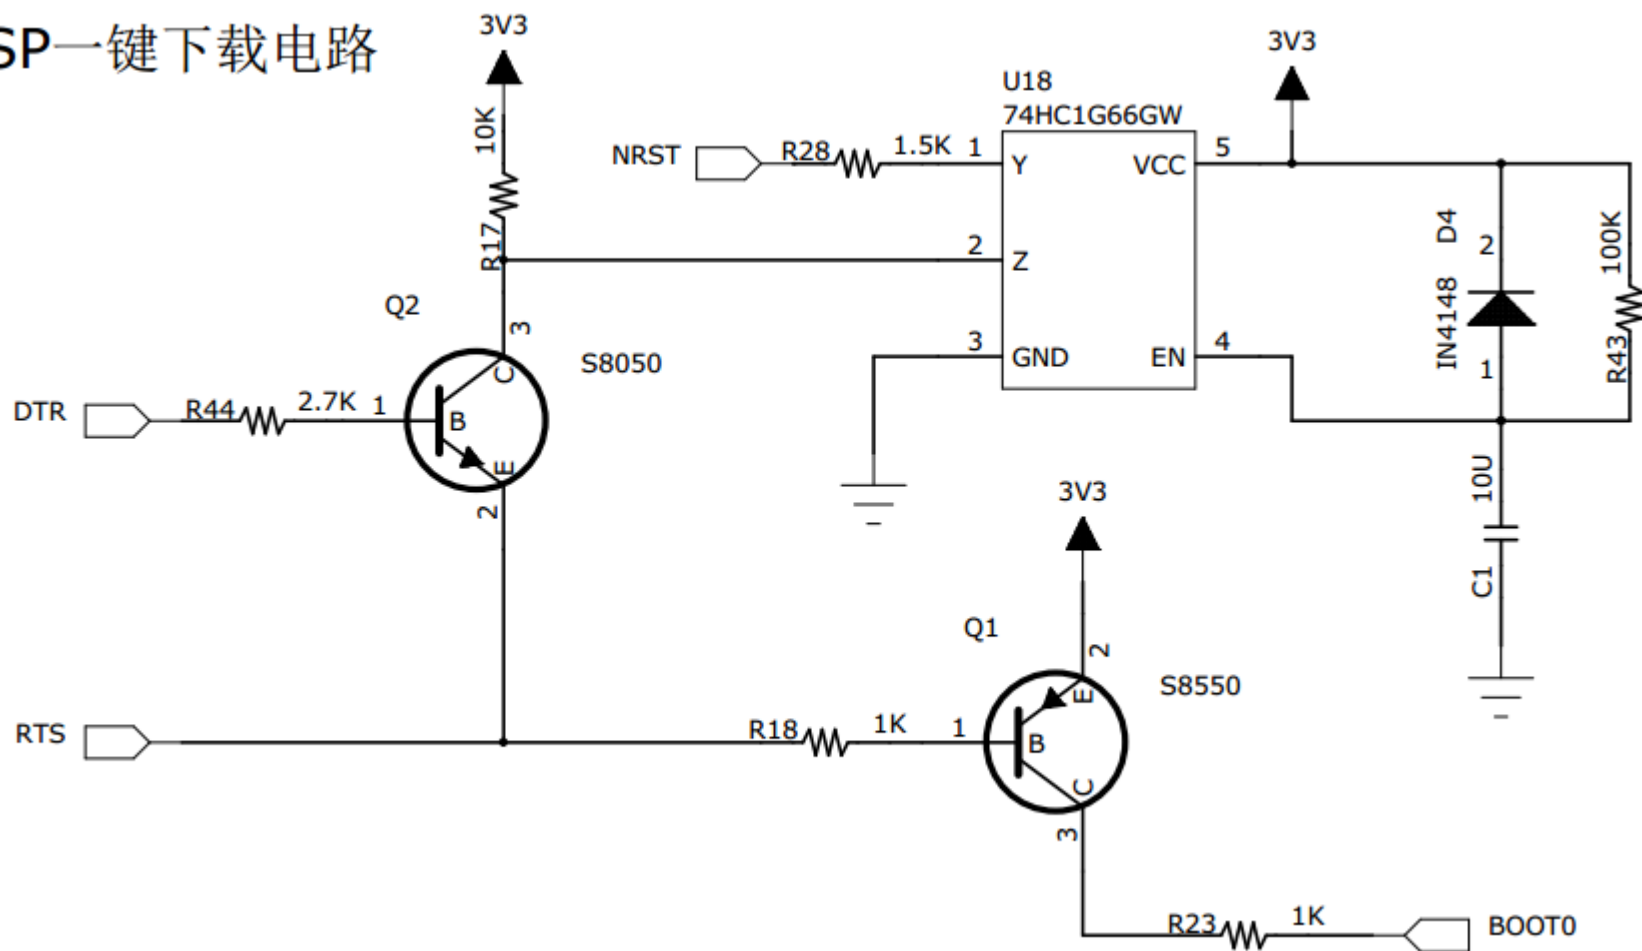 SP一键下载电路
3V3
10K
R17
Q2
3
C
S8050
DTR
R44
2.7K
1
B
E
2
RTS
NRST
R28
1.5K
1
U18
74HC1G66GW
Y
VCC
5
2
Z
3
GND
EN
4
3V3
D4
2
IN4148
1
100K
R43
10U
C1
3V3
Q1
2
E
S8550
R18
1K
1
B
C
3
R23
1K
BOOT0